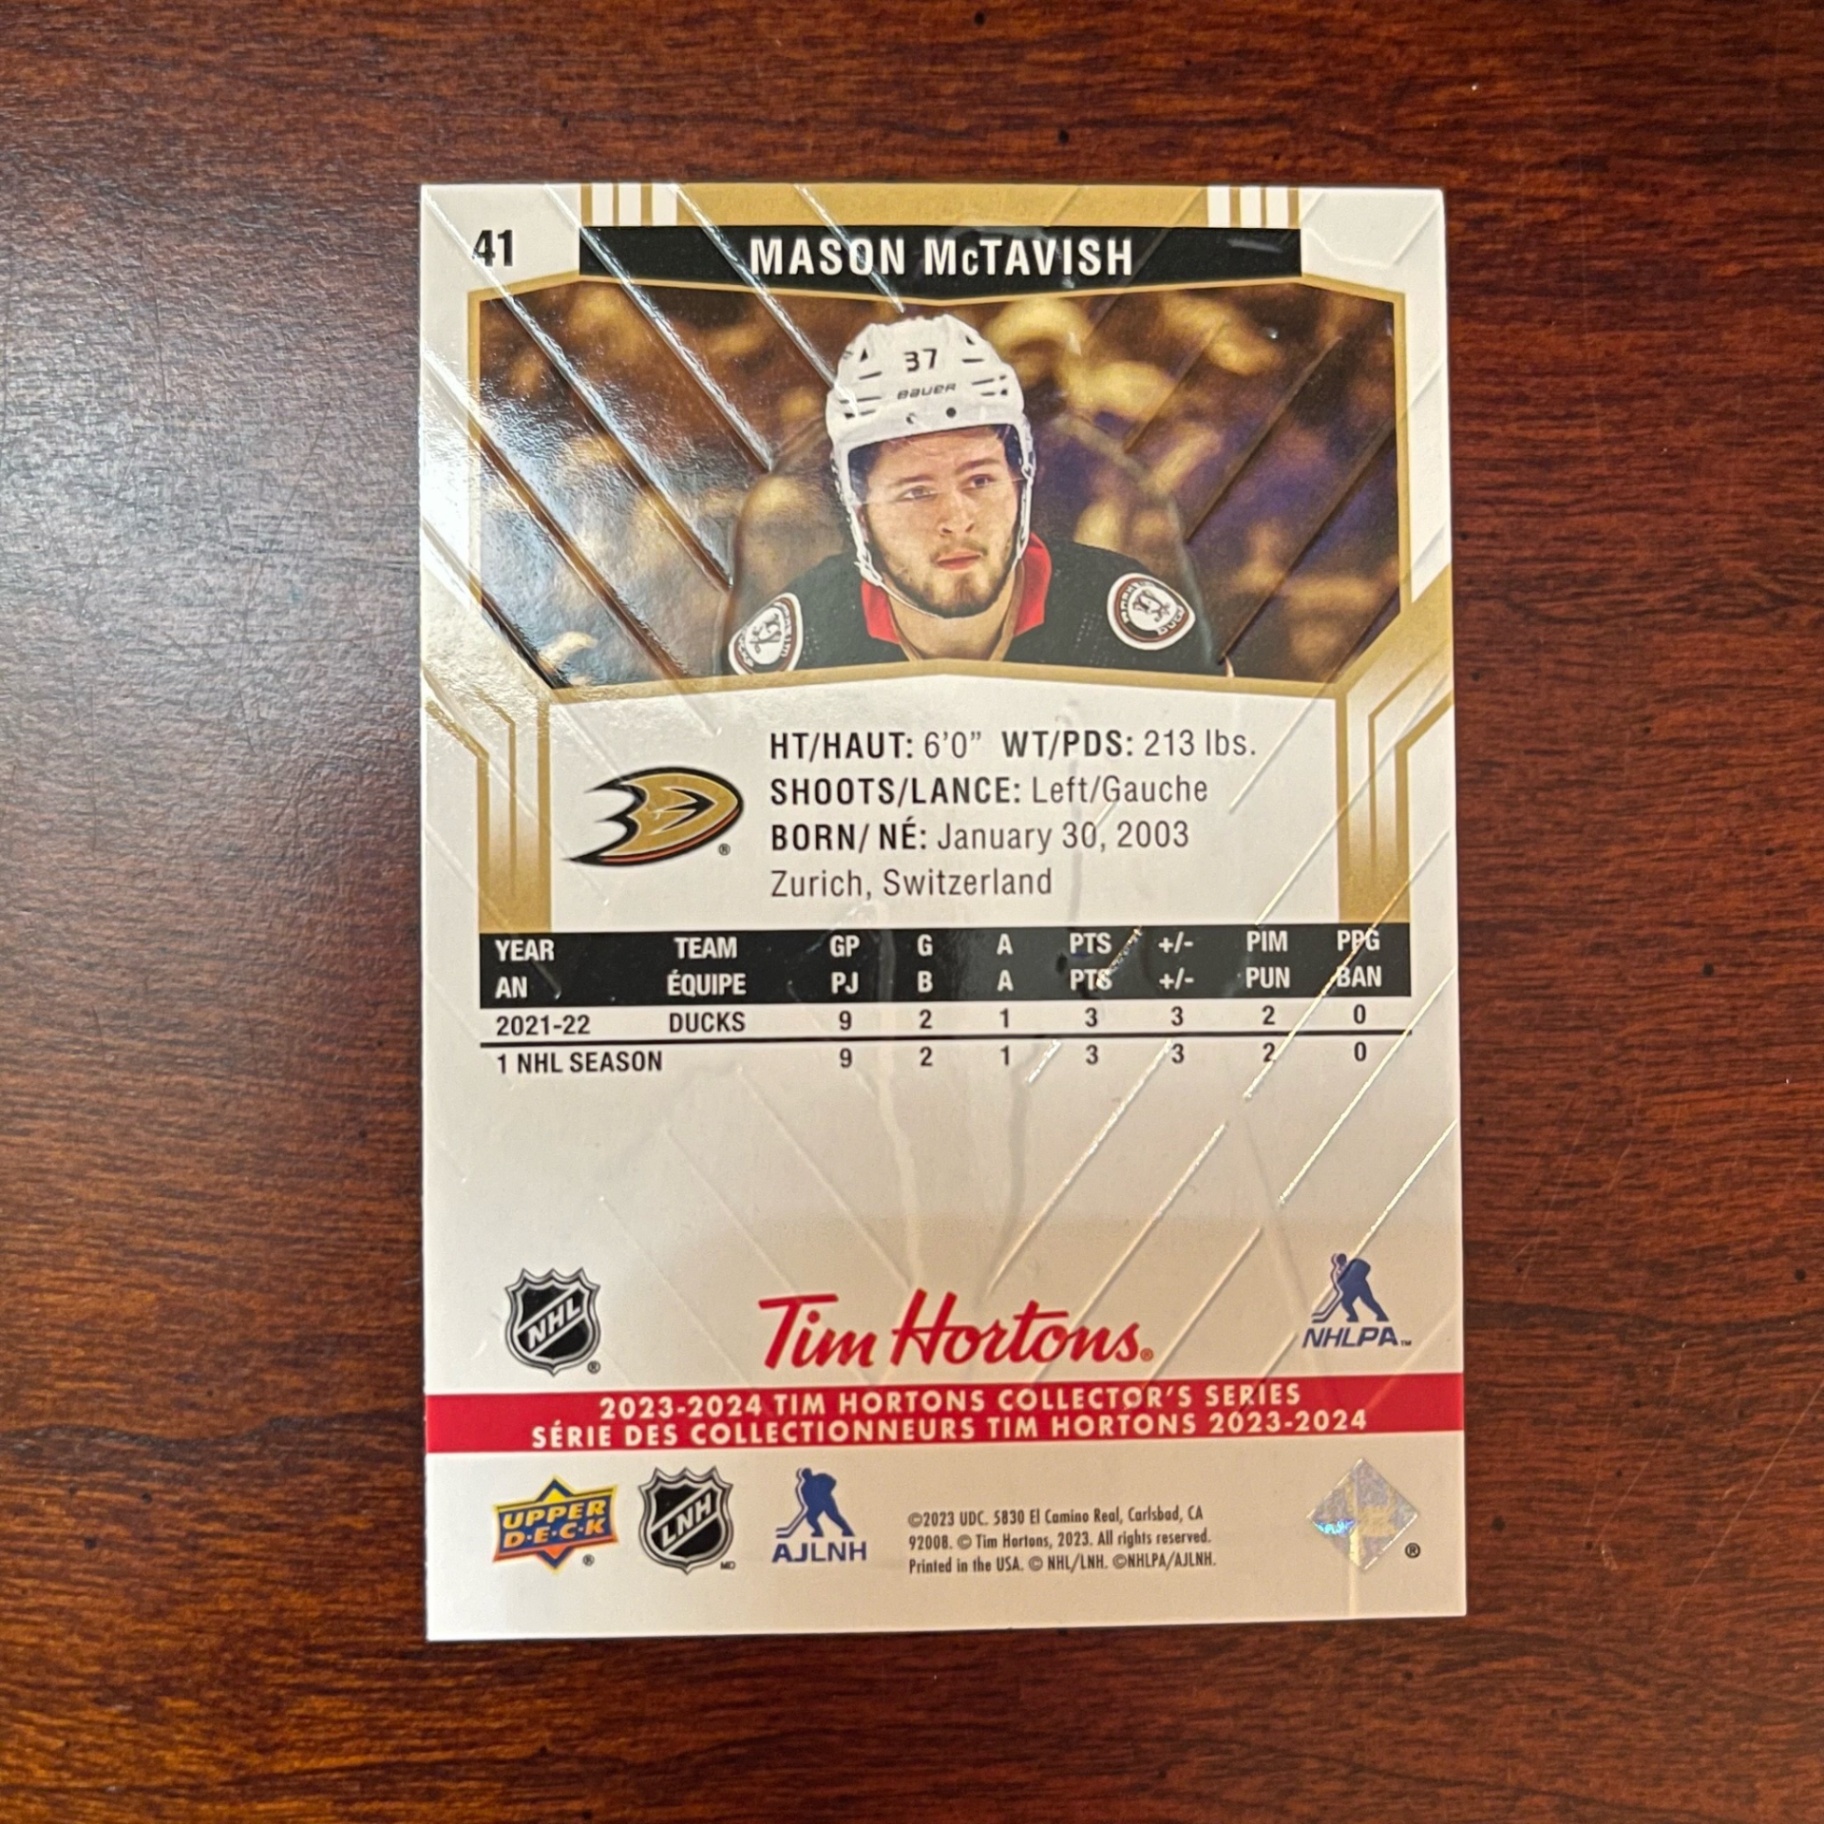 41
MASON McTAVISH
37
BAUER
HT/HAUT: 6'0” WT/PDS: 213 lbs.
SHOOTS/LANCE: Left/Gauche
BORN/ NÉ: January 30, 2003
Zurich, Switzerland
®
YEAR TEAM GP G A PTS +/- PIM PPG
AN ÉQUIPE PJ B A PTS +/- PUN BAN
2021-22 DUCKS 9 2 1 3 3 2 0
1 NHL SEASON 9 2 1 3 3 2 0
NHL ®
Tim Hortons®
NHLPA™
2023-2024 TIM HORTONS COLLECTOR'S SERIES
SÉRIE DES COLLECTIONNEURS TIM HORTONS 2023-2024
UPPER
D·E·C·K ®
LNH MD
AJLNH
©2023 UDC. 5830 El Camino Real, Carlsbad, CA
92008. © Tim Hortons, 2023. All rights reserved.
Printed in the USA. © NHL/LNH. ©NHLPA/AJLNH.
®